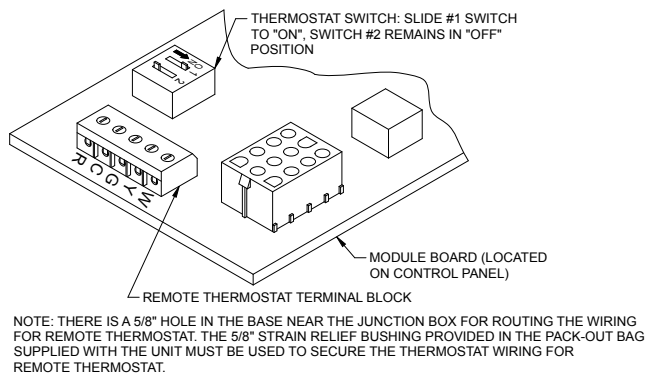 THERMOSTAT SWITCH: SLIDE #1 SWITCH
TO "ON", SWITCH #2 REMAINS IN "OFF"
POSITION
ON
1
2
R
C
G
Y
W
MODULE BOARD (LOCATED
ON CONTROL PANEL)
REMOTE THERMOSTAT TERMINAL BLOCK
NOTE: THERE IS A 5/8" HOLE IN THE BASE NEAR THE JUNCTION BOX FOR ROUTING THE WIRING
FOR REMOTE THERMOSTAT. THE 5/8" STRAIN RELIEF BUSHING PROVIDED IN THE PACK-OUT BAG
SUPPLIED WITH THE UNIT MUST BE USED TO SECURE THE THERMOSTAT WIRING FOR
REMOTE THERMOSTAT.